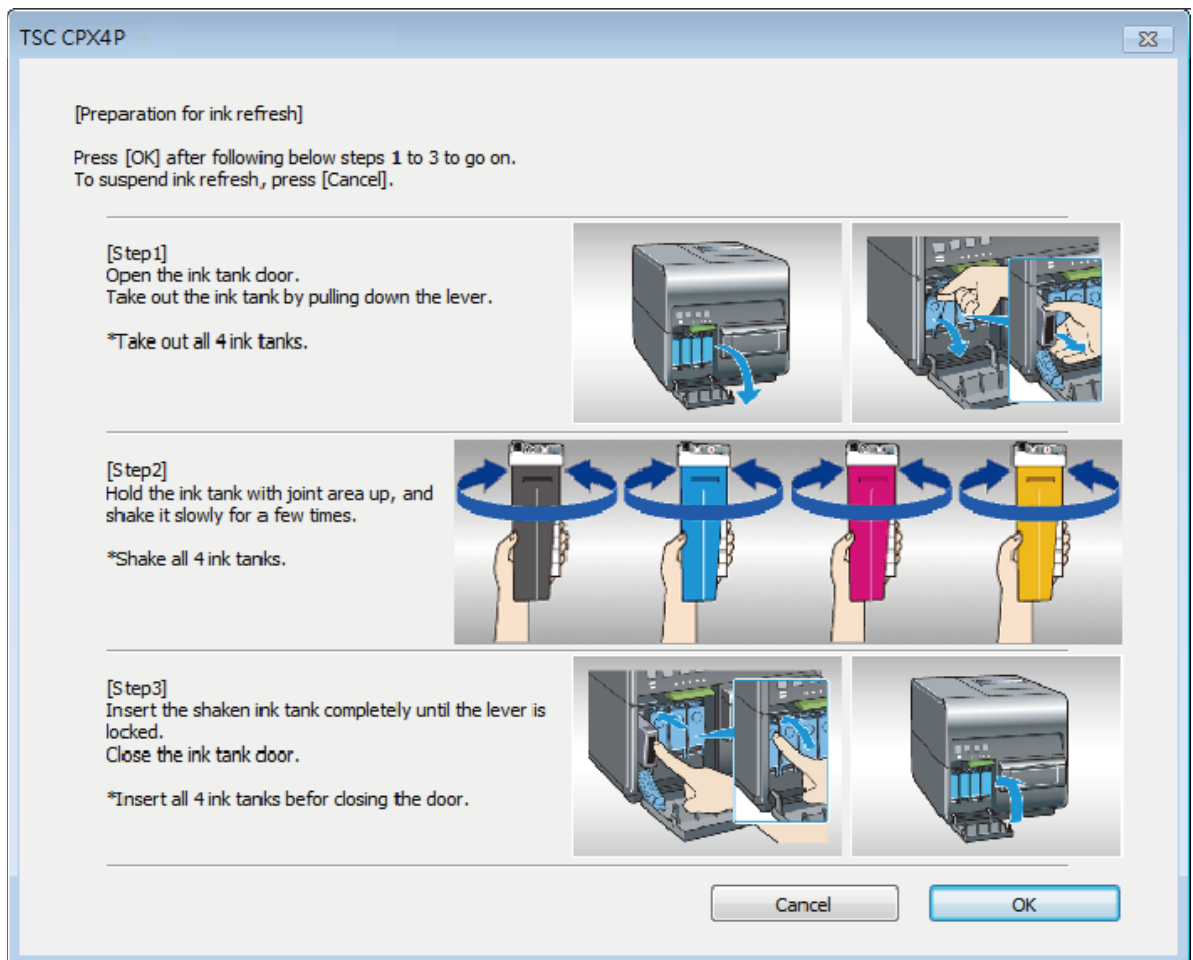 TSC CPX4P
[Preparation for ink refresh]
Press [OK] after following below steps 1 to 3 to go on.
To suspend ink refresh, press [Cancel].
[Step1]
Open the ink tank door.
Take out the ink tank by pulling down the lever.
*Take out all 4 ink tanks.
[Step2]
Hold the ink tank with joint area up, and
shake it slowly for a few times.
*Shake all 4 ink tanks.
[Step3]
Insert the shaken ink tank completely until the lever is
locked.
Close the ink tank door.
*Insert all 4 ink tanks befor closing the door.
Cancel
OK